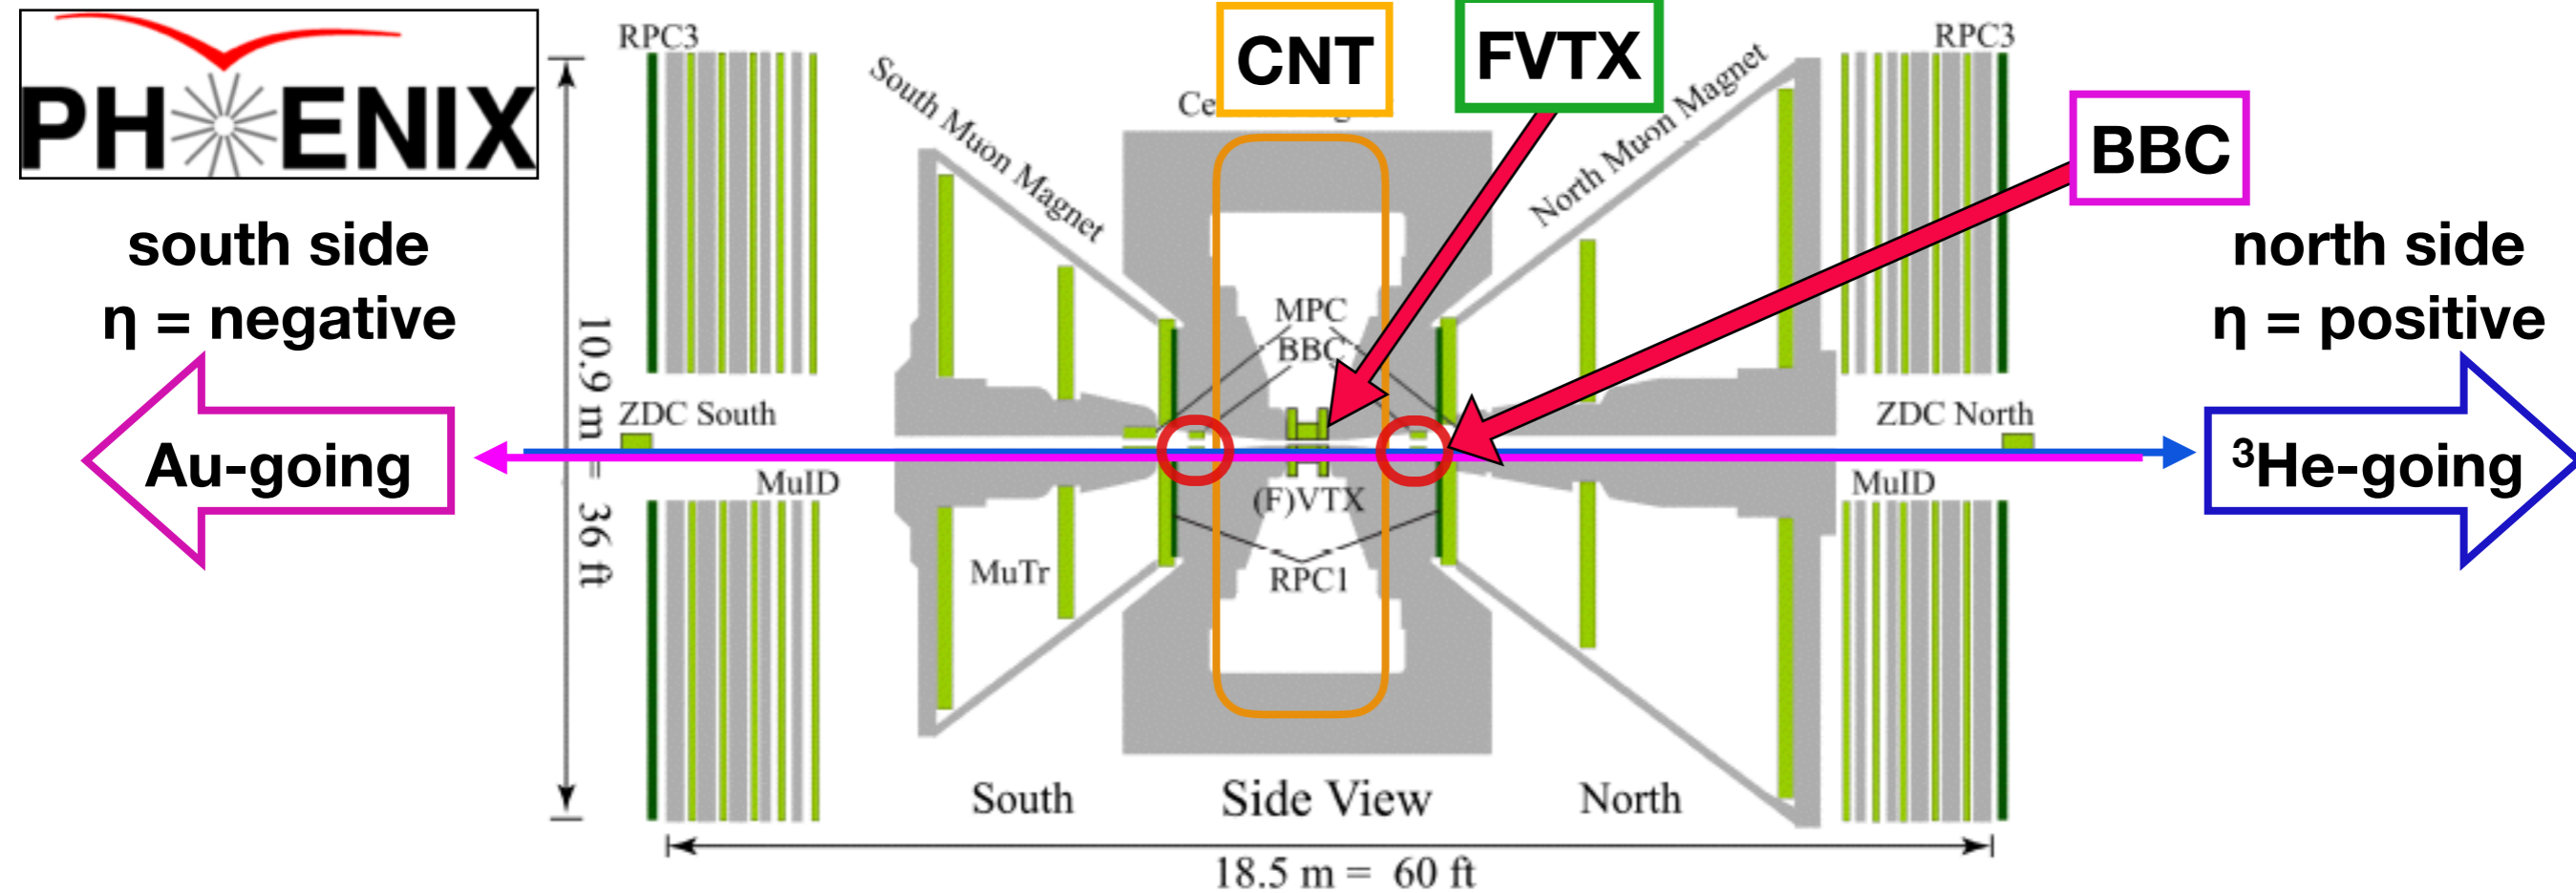 PHENIX
CNT
FVTX
BBC
RPC3
RPC3
South Muon Magnet
Ce
North Muon Magnet
south side
η = negative
north side
η = positive
MPC
BBC
10.9 m = 36 ft
ZDC South
ZDC North
Au-going
³He-going
MuID
(F)VTX
MuID
MuTr
RPC1
South
Side View
North
18.5 m = 60 ft